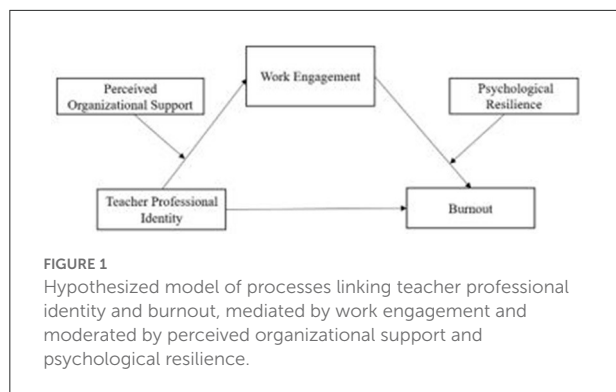 Work Engagement
Perceived
Organizational Support
Psychological
Resilience
Teacher Professional
Identity
Burnout
FIGURE 1
Hypothesized model of processes linking teacher professional
identity and burnout, mediated by work engagement and
moderated by perceived organizational support and
psychological resilience.